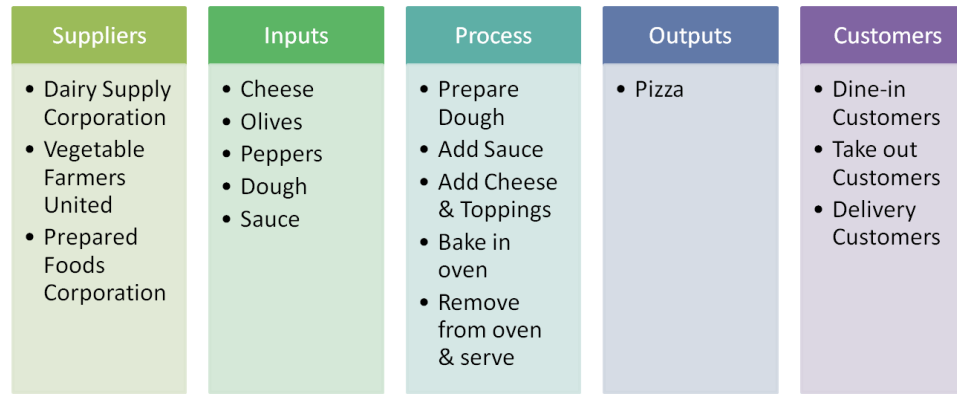 Suppliers
• Dairy Supply
Corporation
• Vegetable
Farmers
United
• Prepared
Foods
Corporation
Inputs
• Cheese
• Olives
• Peppers
• Dough
• Sauce
Process
• Prepare
Dough
• Add Sauce
• Add Cheese
& Toppings
• Bake in
oven
• Remove
from oven
& serve
Outputs
• Pizza
Customers
• Dine-in
Customers
• Take out
Customers
• Delivery
Customers